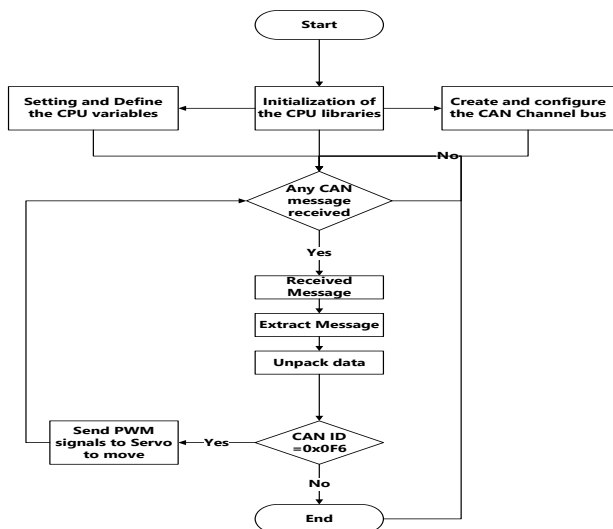 Start
Setting and Define
the CPU variables
Initialization of
the CPU libraries
Create and configure
the CAN Channel bus
No
Any CAN
message
received
Yes
Received
Message
Extract Message
Unpack data
Send PWM
signals to Servo
to move
Yes
CAN ID
=0x0F6
No
End